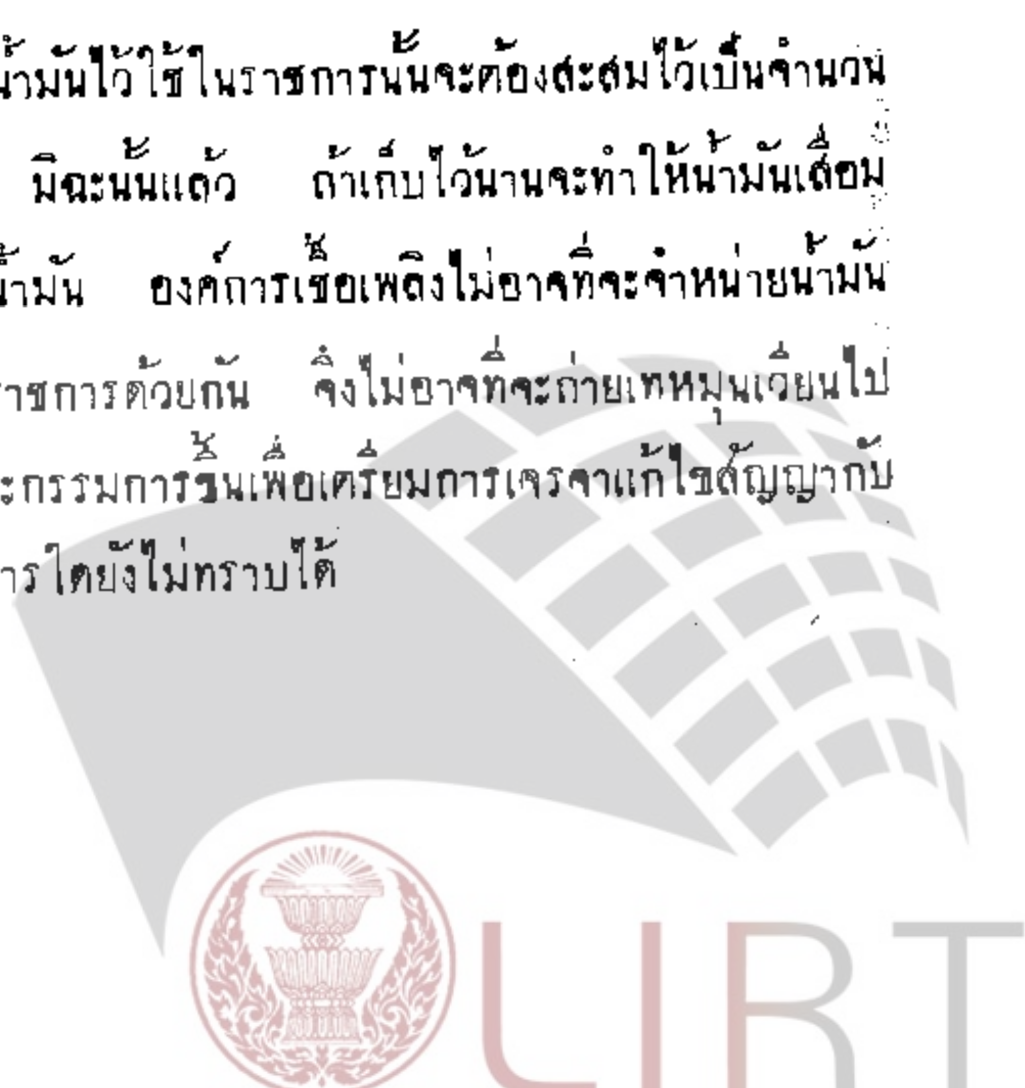 น้ำมันไว้ใช้ในราชการนั้นจะต้องสะสมไว้เป็นจำนวน
มิฉะนั้นแล้ว ถ้าเก็บไว้นานจะทำให้น้ำมันเสื่อม
น้ำมัน องค์การเชื้อเพลิงไม่อาจที่จะจำหน่ายน้ำมัน
ราชการด้วยกัน จึงไม่อาจที่จะถ่ายเทหมุนเวียนไป
ะกรรมการขึ้นเพื่อเตรียมการเจรจาแก้ไขสัญญากับ
ารใดยังไม่ทราบได้
LIRT